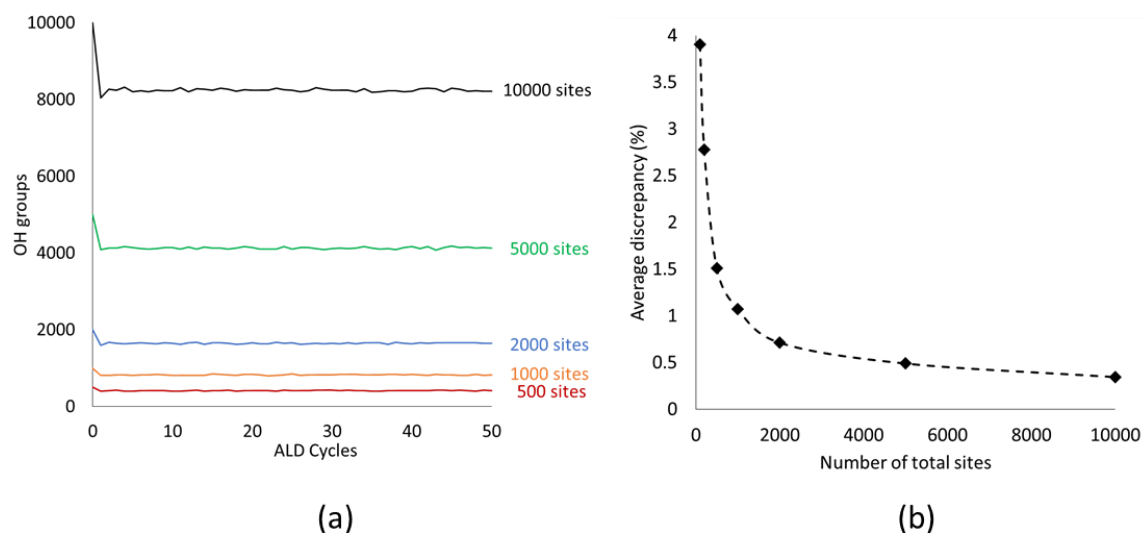 10000
8000
6000
4000
2000
0
OH groups
0 10 20 30 40 50
ALD Cycles
10000 sites
5000 sites
2000 sites
1000 sites
500 sites
(a)
4
3.5
3
2.5
2
1.5
1
0.5
0
Average discrepancy (%)
0 2000 4000 6000 8000 10000
Number of total sites
(b)